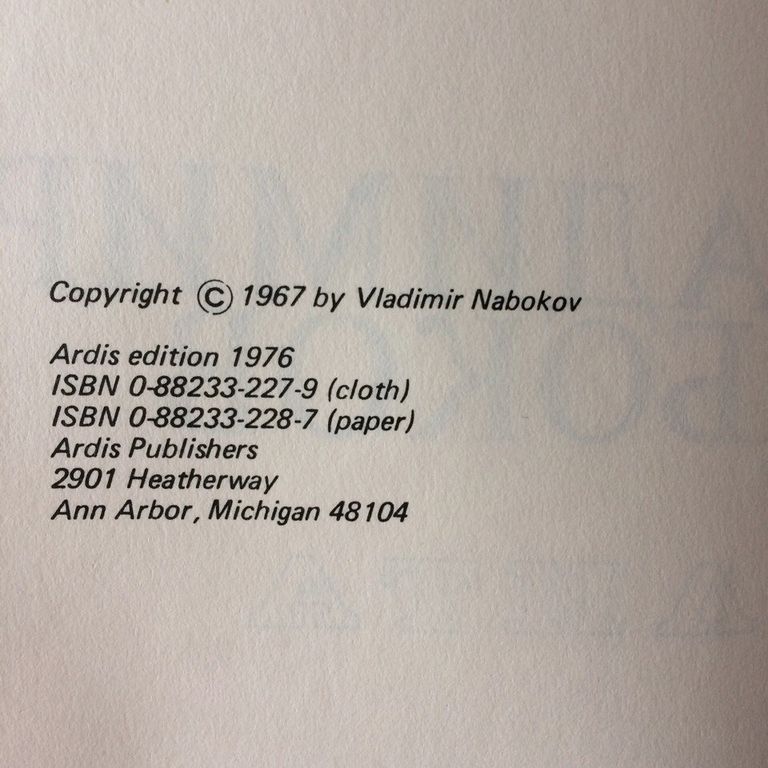 Copyright © 1967 by Vladimir Nabokov
Ardis edition 1976
ISBN 0-88233-227-9 (cloth)
ISBN 0-88233-228-7 (paper)
Ardis Publishers
2901 Heatherway
Ann Arbor, Michigan 48104